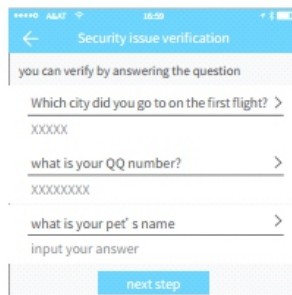 16:59
Security issue verification
you can verify by answering the question
Which city did you go to on the first flight? >
XXXXX
what is your QQ number? >
XXXXXXXX
what is your pet's name >
input your answer
next step